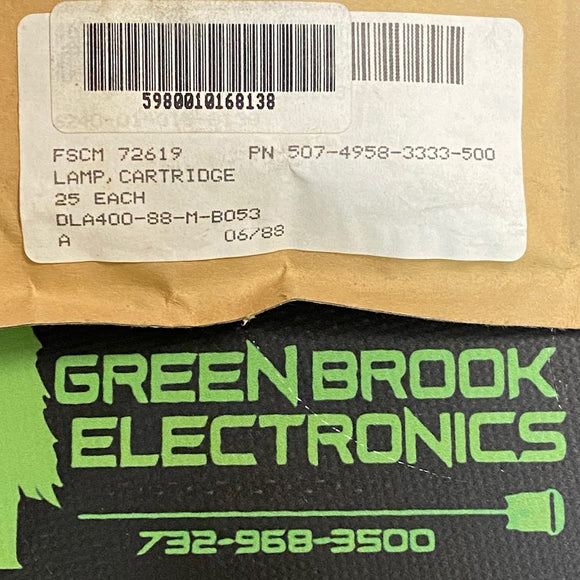 5980010168138
FSCM 72619 PN 507-4958-3333-500
LAMP, CARTRIDGE
25 EACH
DLA400-88-M-B053
A 06/88
GREEN BROOK
ELECTRONICS
732-968-3500